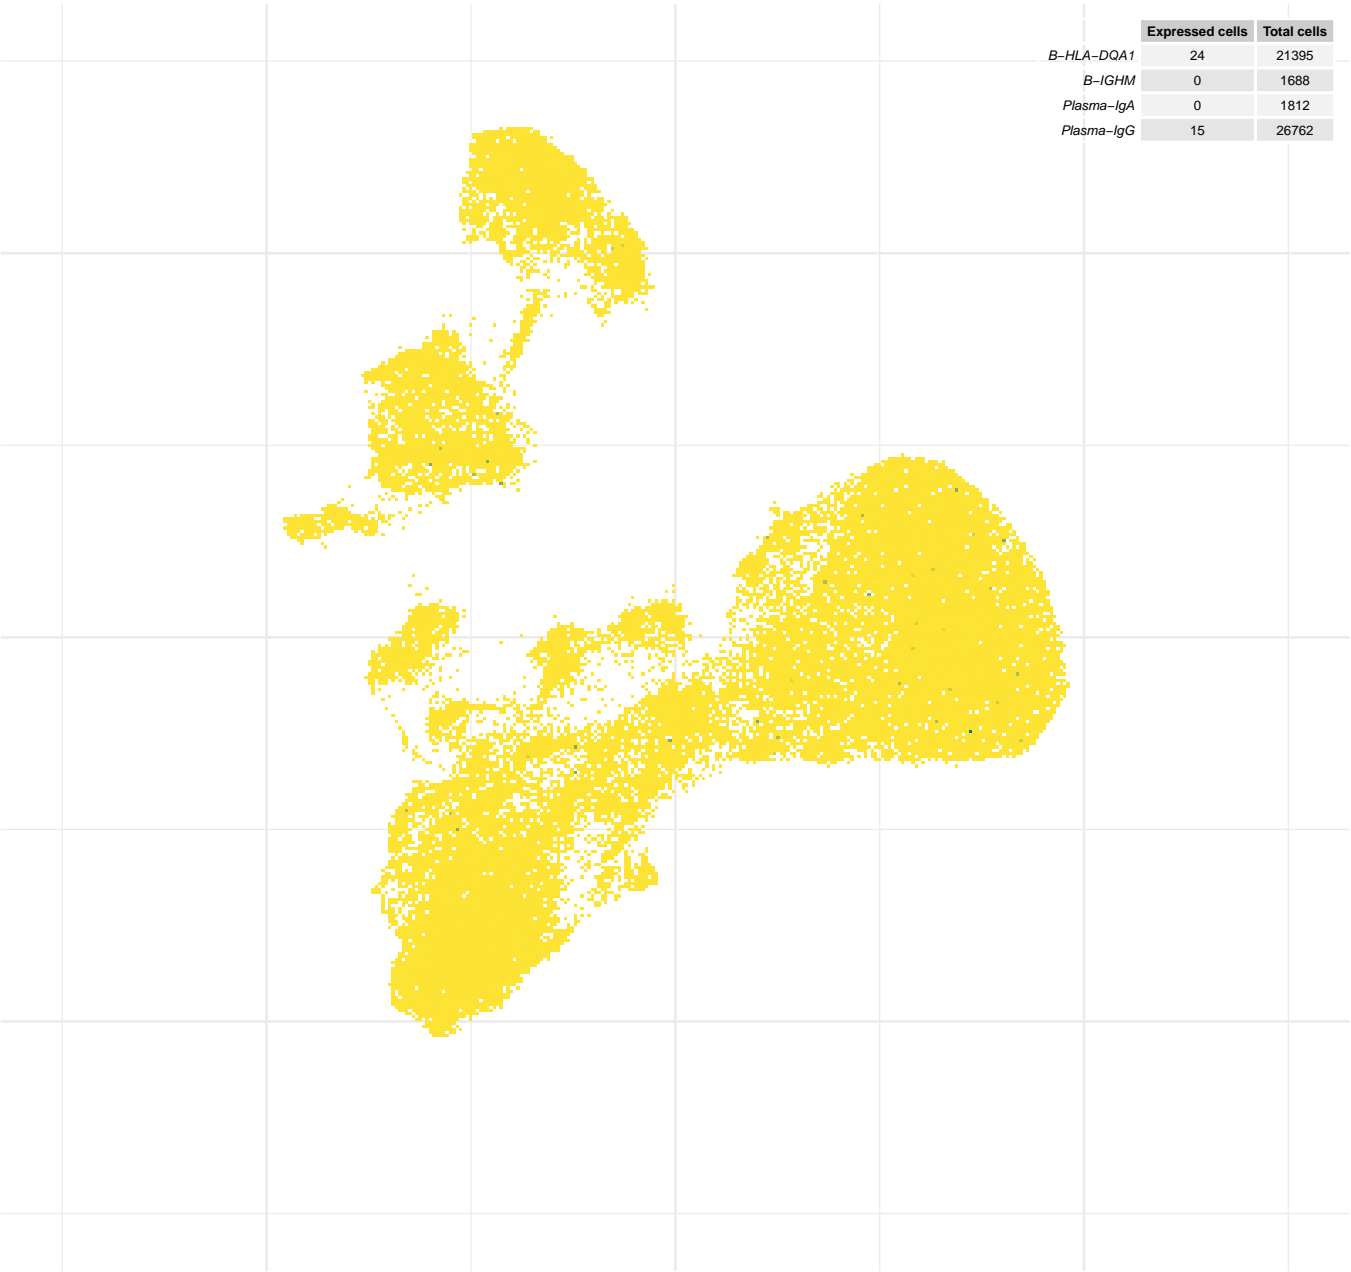 Expressed cells Total cells
B−HLA−DQA1 24 21395
B−IGHM 0 1688
Plasma−IgA 0 1812
Plasma−IgG 15 26762